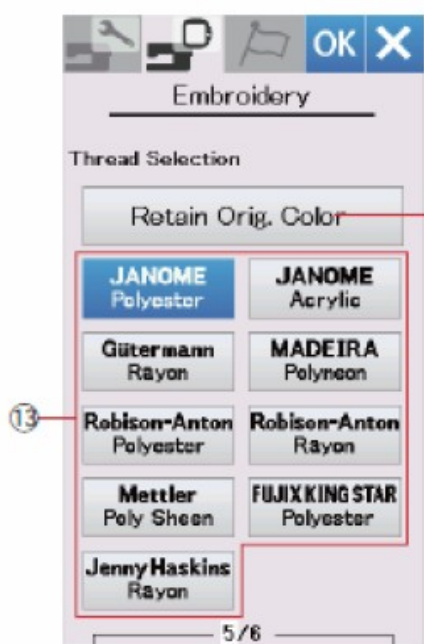 OK X
Embroidery
Thread Selection
Retain Orig. Color
JANOME
Polyester
JANOME
Acrylic
Gütermann
Rayon
MADEIRA
Polyneon
⑬
Robison-Anton
Polyester
Robison-Anton
Rayon
Mettler
Poly Sheen
FUJIX KING STAR
Polyester
Jenny Haskins
Rayon
5/6